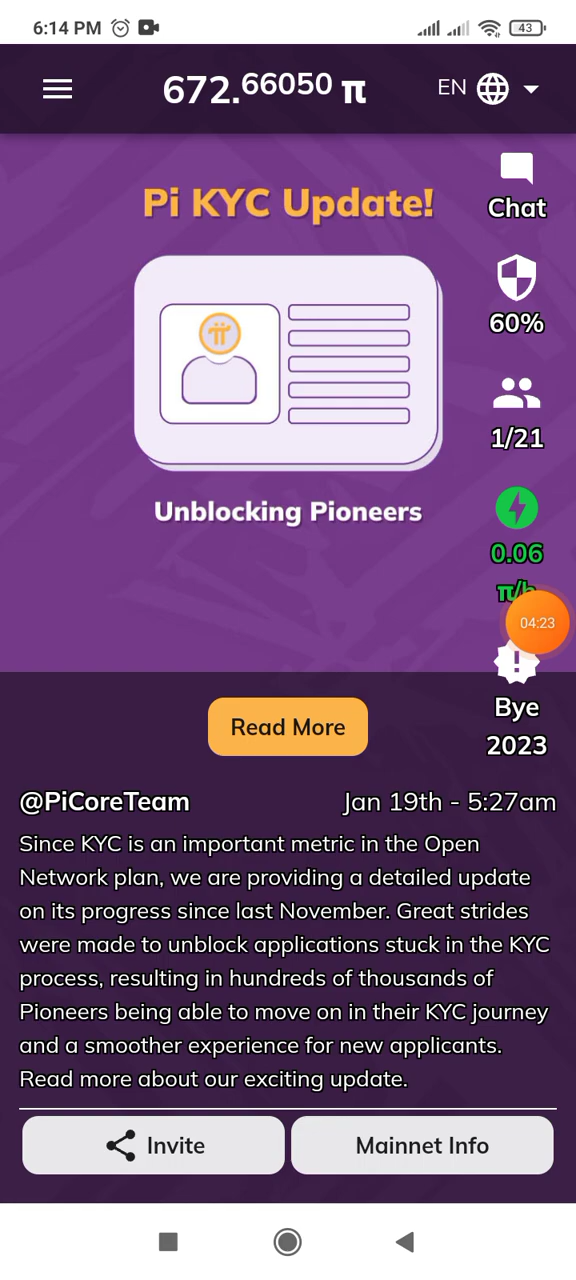 6:14 PM 43
672.66050 π EN
Pi KYC Update!
Chat
60%
1/21
Unblocking Pioneers
0.06
π/h
04:23
Bye
2023
Read More
@PiCoreTeam Jan 19th - 5:27am
Since KYC is an important metric in the Open
Network plan, we are providing a detailed update
on its progress since last November. Great strides
were made to unblock applications stuck in the KYC
process, resulting in hundreds of thousands of
Pioneers being able to move on in their KYC journey
and a smoother experience for new applicants.
Read more about our exciting update.
Invite Mainnet Info